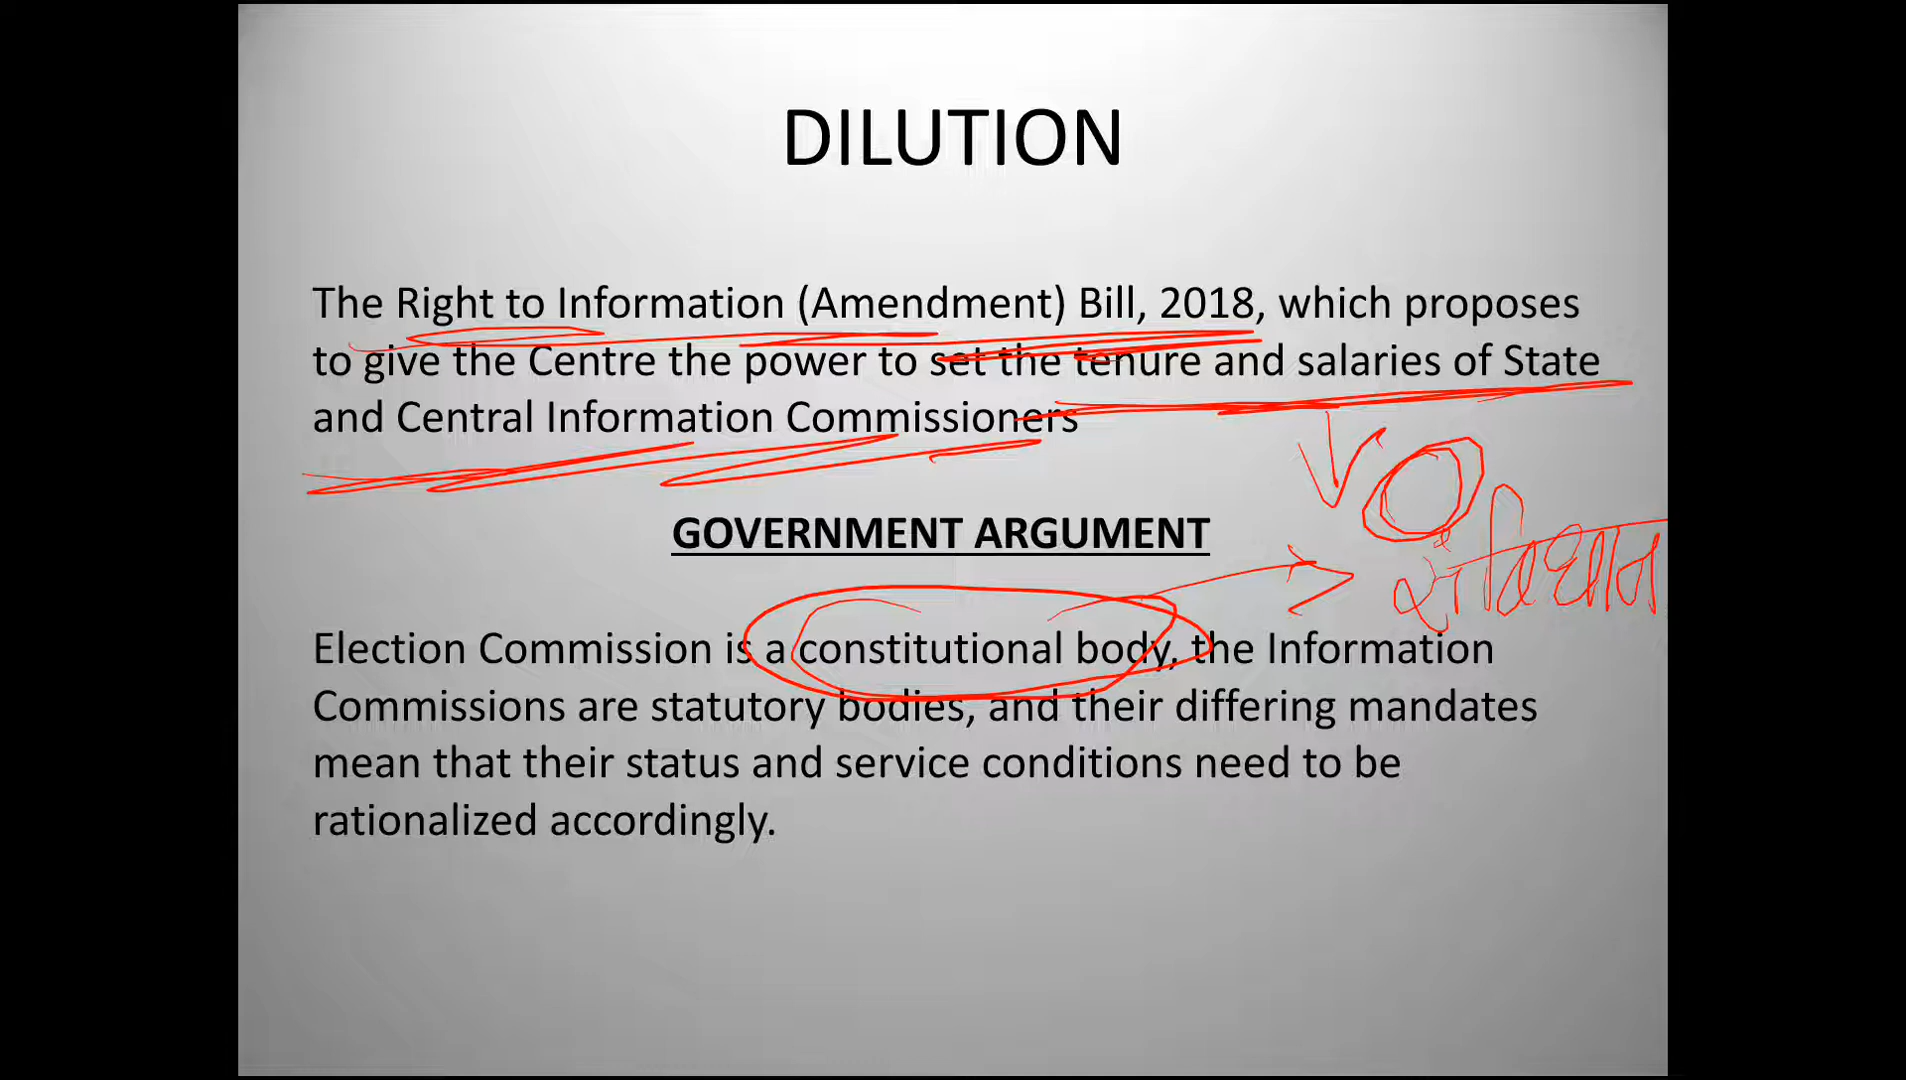 DILUTION
The Right to Information (Amendment) Bill, 2018, which proposes
to give the Centre the power to set the tenure and salaries of State
and Central Information Commissioners
GOVERNMENT ARGUMENT
संविधान
Election Commission is a constitutional body, the Information
Commissions are statutory bodies, and their differing mandates
mean that their status and service conditions need to be
rationalized accordingly.